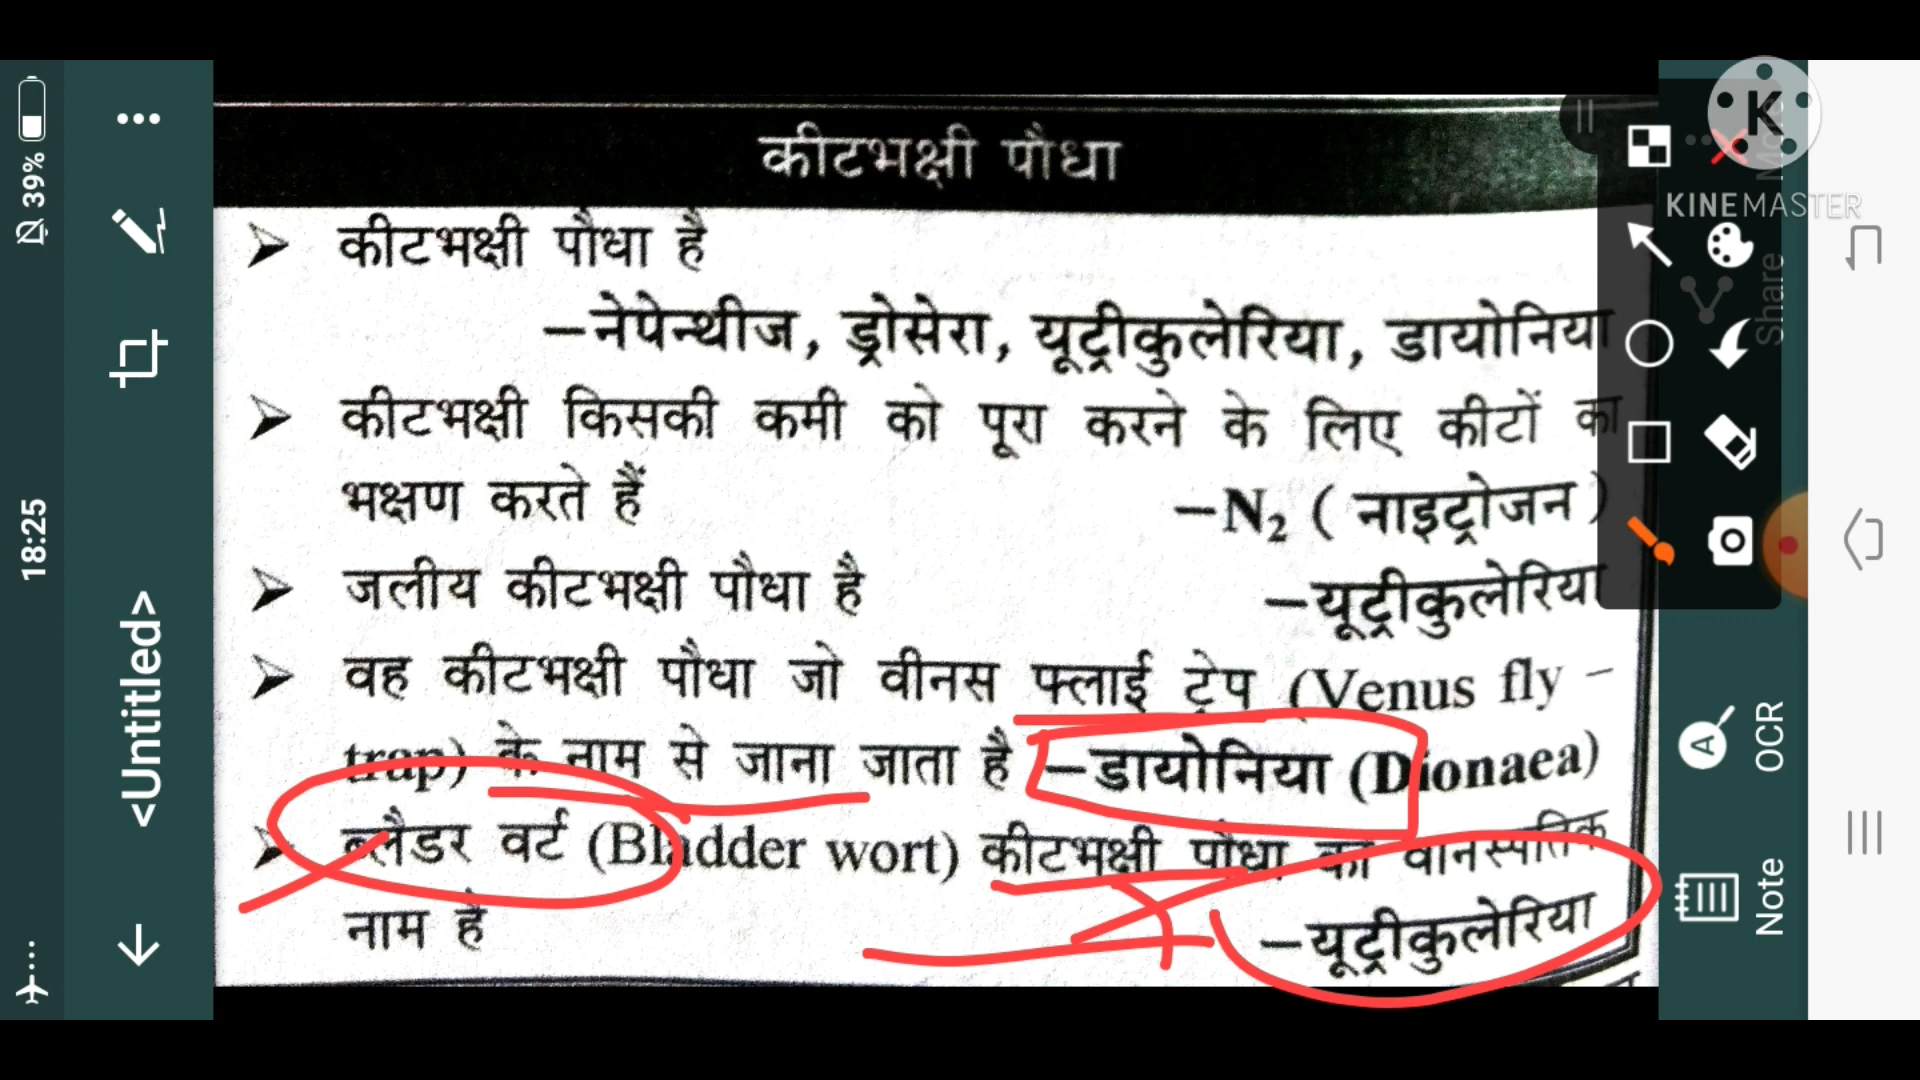 कीटभक्षी पौधा
➢ कीटभक्षी पौधा है
–नेपेन्थीज, ड्रोसेरा, यूट्रीकुलेरिया, डायोनिया
➢ कीटभक्षी किसकी कमी को पूरा करने के लिए कीटों का
भक्षण करते हैं –N₂ ( नाइट्रोजन )
➢ जलीय कीटभक्षी पौधा है –यूट्रीकुलेरिया
➢ वह कीटभक्षी पौधा जो वीनस फ्लाई ट्रेप (Venus fly –
trap) के नाम से जाना जाता है –डायोनिया (Dionaea)
➢ ब्लैडर वर्ट (Bladder wort) कीटभक्षी पौधा का वानस्पतिक
नाम है –यूट्रीकुलेरिया
39%
18:25
<Untitled>
K
KINEMASTER
Share
OCR
Note